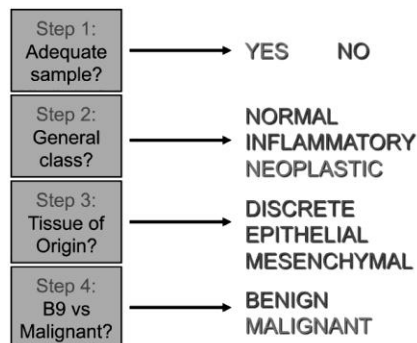 Step 1:
Adequate
sample?
YES NO
Step 2:
General
class?
NORMAL
INFLAMMATORY
NEOPLASTIC
Step 3:
Tissue of
Origin?
DISCRETE
EPITHELIAL
MESENCHYMAL
Step 4:
B9 vs
Malignant?
BENIGN
MALIGNANT